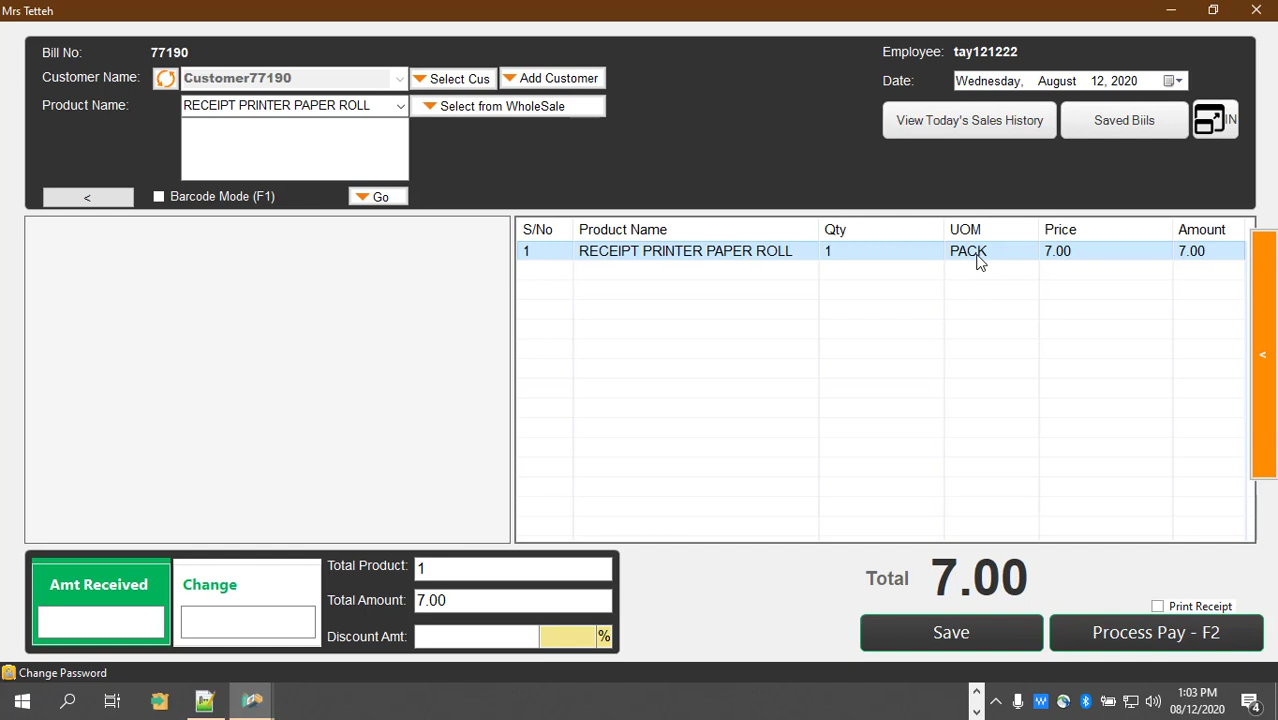 Mrs Tetteh
Bill No: 77190
Employee: tay121222
Customer Name: Customer77190 Select Cus Add Customer
Date: Wednesday, August 12, 2020
Product Name: RECEIPT PRINTER PAPER ROLL Select from WholeSale
View Today's Sales History Saved Bills IN
< Barcode Mode (F1) Go
S/No Product Name Qty UOM Price Amount
1 RECEIPT PRINTER PAPER ROLL 1 PACK 7.00 7.00
<
Amt Received Change
Total Product: 1
Total Amount: 7.00
Discount Amt: %
Total 7.00
Print Receipt
Save Process Pay - F2
Change Password
1:03 PM
08/12/2020
4